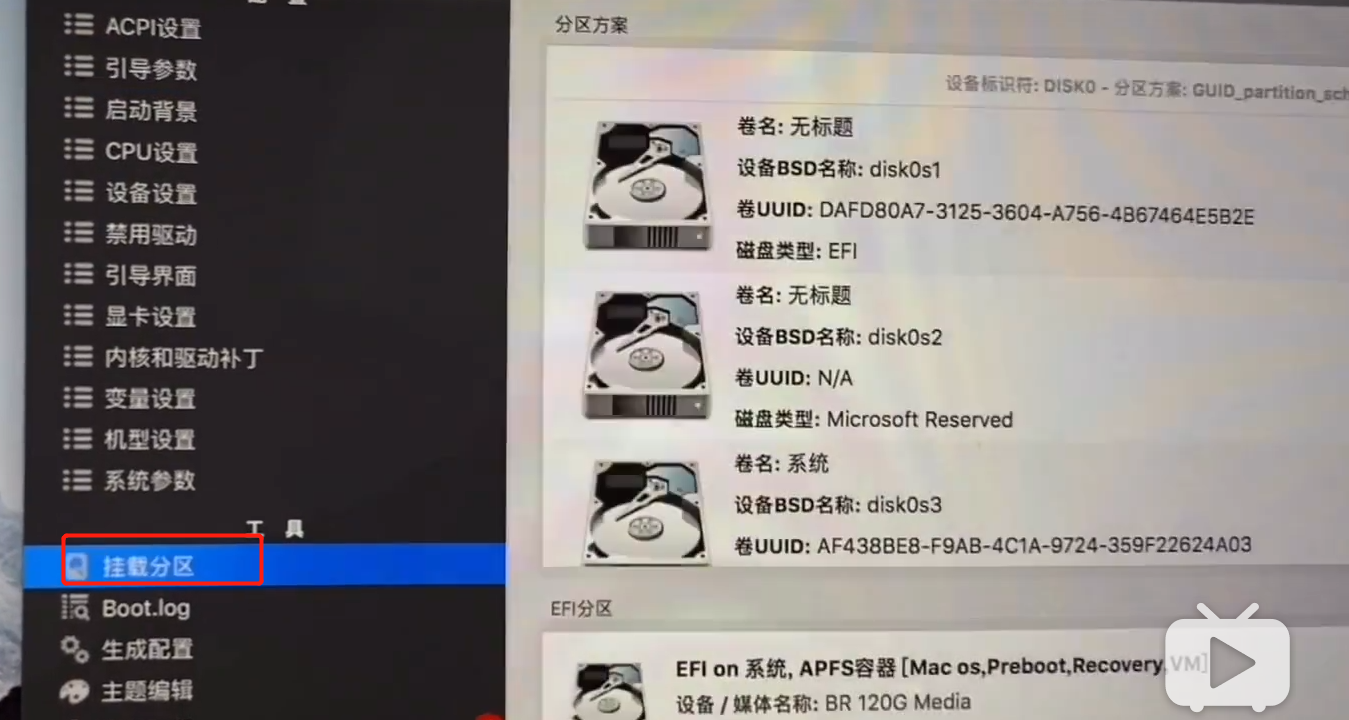 ACPI设置
引导参数
启动背景
CPU设置
设备设置
禁用驱动
引导界面
显卡设置
内核和驱动补丁
变量设置
机型设置
系统参数
工 具
挂载分区
Boot.log
生成配置
主题编辑
分区方案
设备标识符: DISK0 - 分区方案: GUID_partition_sch
卷名: 无标题
设备BSD名称: disk0s1
卷UUID: DAFD80A7-3125-3604-A756-4B67464E5B2E
磁盘类型: EFI
卷名: 无标题
设备BSD名称: disk0s2
卷UUID: N/A
磁盘类型: Microsoft Reserved
卷名: 系统
设备BSD名称: disk0s3
卷UUID: AF438BE8-F9AB-4C1A-9724-359F22624A03
EFI分区
EFI on 系统, APFS容器 [Mac os,Preboot,Recovery,VM]
设备 / 媒体名称: BR 120G Media